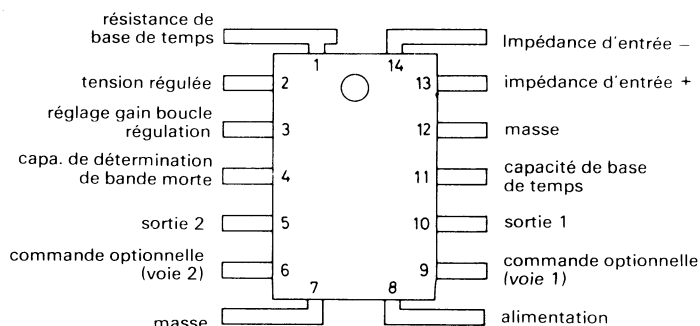 résistance de
base de temps
1
tension régulée
2
réglage gain boucle
régulation
3
capa. de détermination
de bande morte
4
sortie 2
5
commande optionnelle
(voie 2)
6
masse
7
Impédance d'entrée –
14
impédance d'entrée +
13
masse
12
capacité de base
de temps
11
sortie 1
10
commande optionnelle
(voie 1)
9
alimentation
8